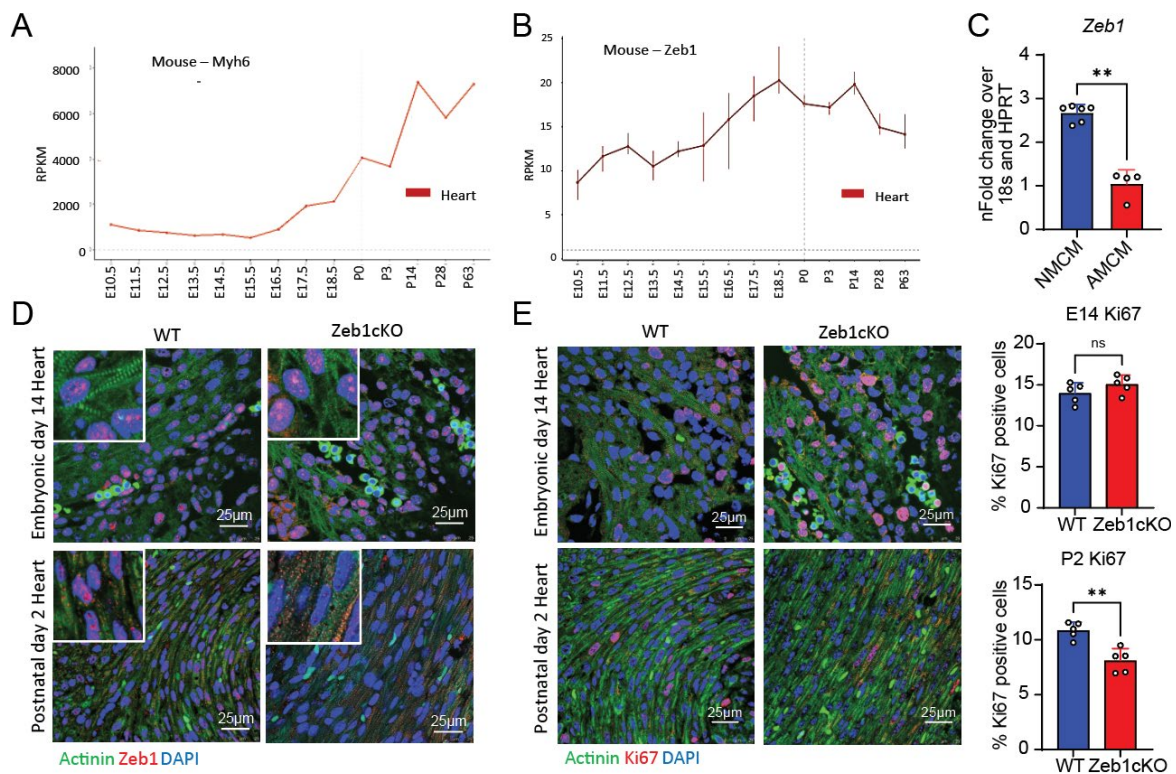 A
Mouse – Myh6
-
RPKM
8000
6000
4000
2000
0
Heart
E10.5
E11.5
E12.5
E13.5
E14.5
E15.5
E16.5
E17.5
E18.5
P0
P3
P14
P28
P63
B
Mouse – Zeb1
RPKM
25
20
15
10
5
0
Heart
E10.5
E11.5
E12.5
E13.5
E14.5
E15.5
E16.5
E17.5
E18.5
P0
P3
P14
P28
P63
C
Zeb1
**
nFold change over
18s and HPRT
4
3
2
1
0
NMCM
AMCM
D
WT
Zeb1cKO
Embryonic day 14 Heart
25µm
25µm
Postnatal day 2 Heart
25µm
25µm
Actinin Zeb1 DAPI
E
WT
Zeb1cKO
Embryonic day 14 Heart
25µm
25µm
Postnatal day 2 Heart
25µm
25µm
Actinin Ki67 DAPI
E14 Ki67
ns
% Ki67 positive cells
20
15
10
5
0
WT Zeb1cKO
P2 Ki67
**
% Ki67 positive cells
15
10
5
0
WT Zeb1cKO